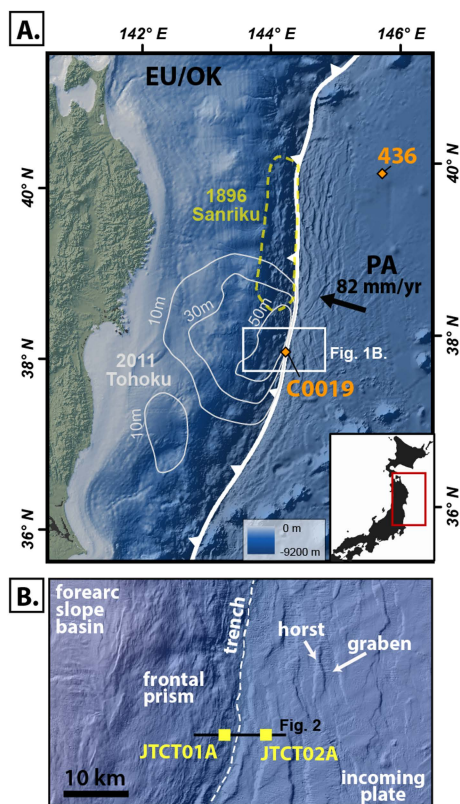 A.
142° E
144° E
146° E
EU/OK
436
40° N
40° N
1896
Sanriku
PA
82 mm/yr
10m
30m
50m
Fig. 1B.
38° N
38° N
2011
Tohoku
C0019
10m
36° N
36° N
0 m
-9200 m
B.
forearc
slope
basin
trench
horst
graben
frontal
prism
Fig. 2
JTCT01A
JTCT02A
10 km
incoming
plate